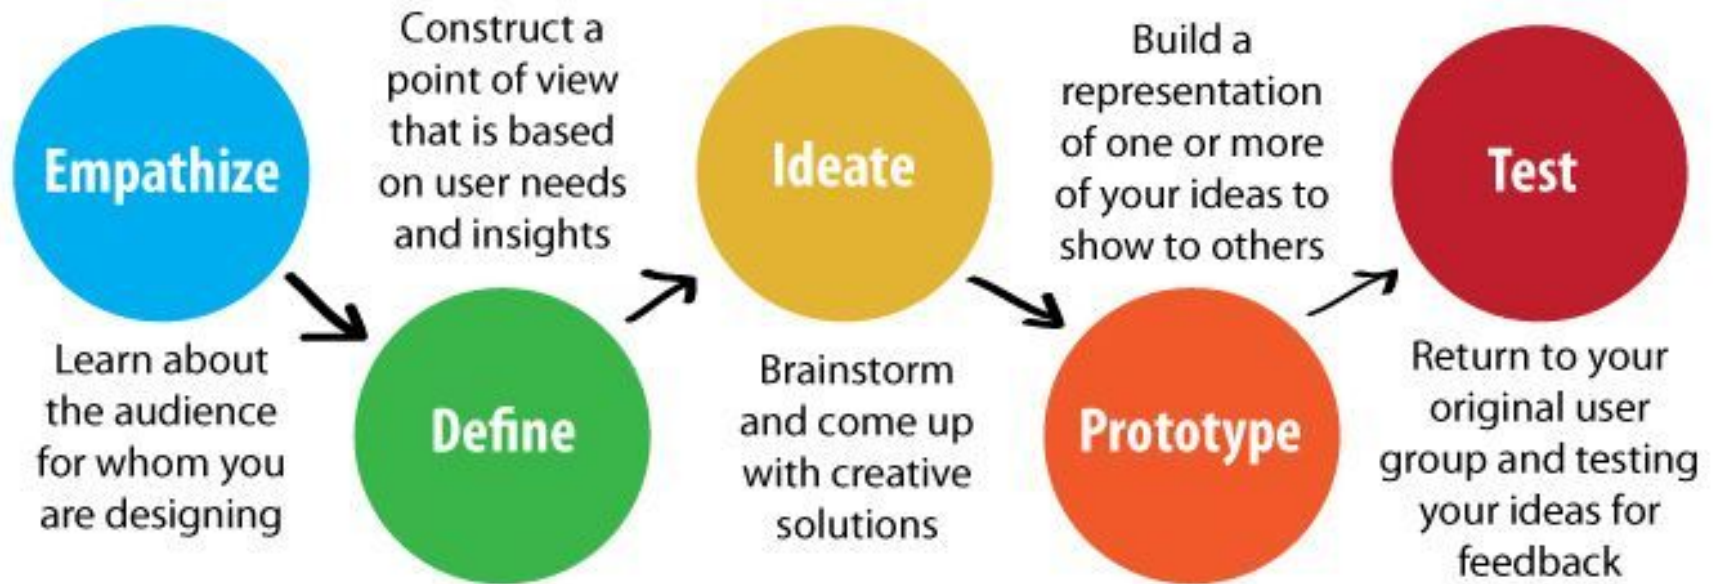 Empathize
Learn about
the audience
for whom you
are designing
Construct a
point of view
that is based
on user needs
and insights
Define
Ideate
Brainstorm
and come up
with creative
solutions
Build a
representation
of one or more
of your ideas to
show to others
Prototype
Test
Return to your
original user
group and testing
your ideas for
feedback